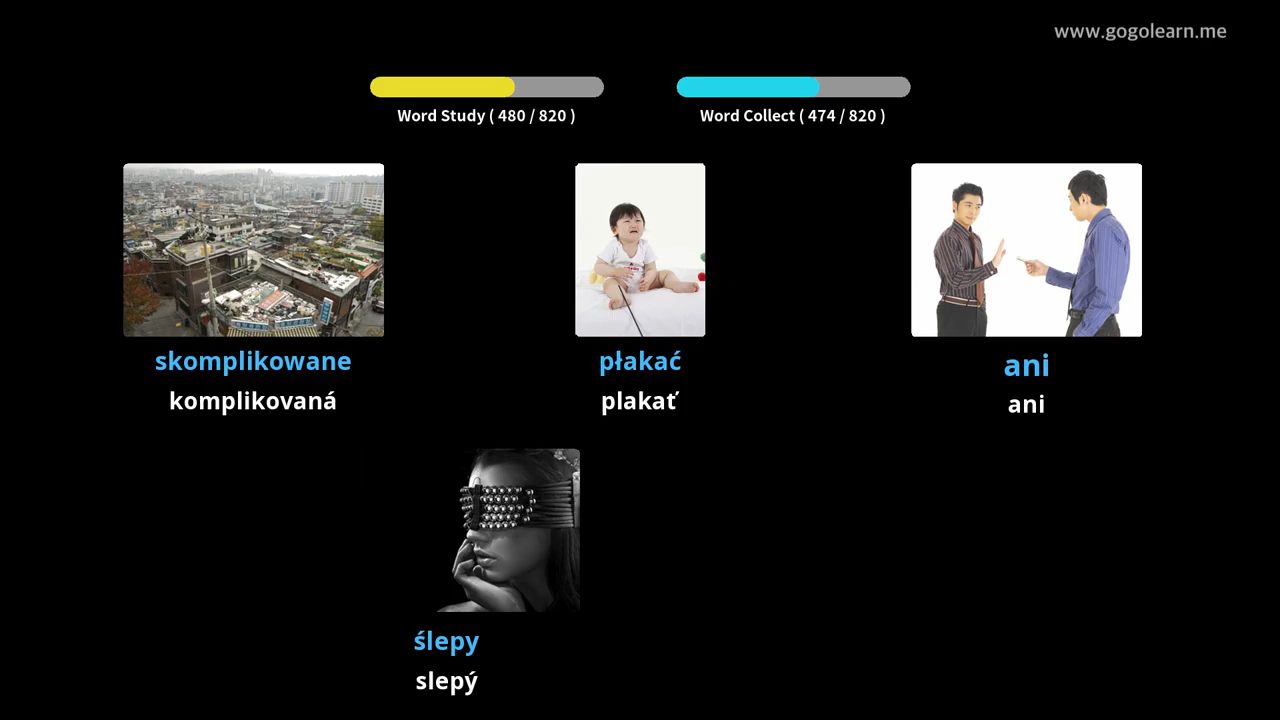 www.gogolearn.me
Word Study ( 480 / 820 )
Word Collect ( 474 / 820 )
skomplikowane
komplikovaná
płakać
plakať
ani
ani
ślepy
slepý